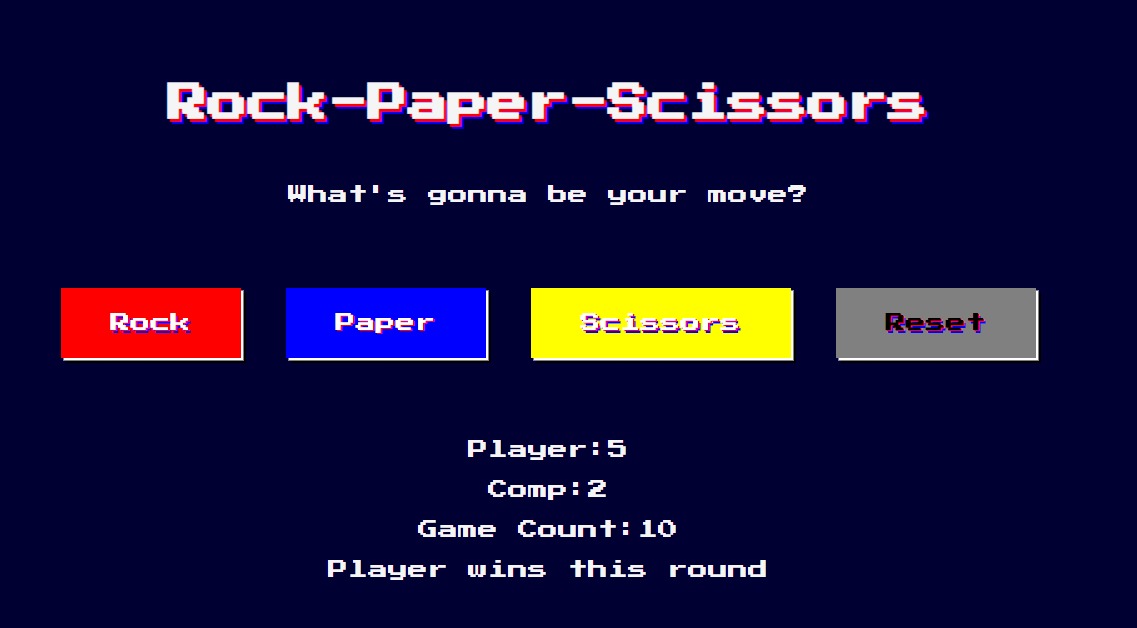 Rock-Paper-Scissors
What's gonna be your move?
Rock Paper Scissors Reset
Player:5
Comp:2
Game Count:10
Player wins this round